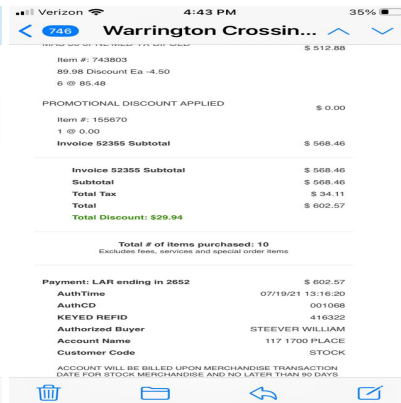 Verizon 4:43 PM 35%
746 Warrington Crossin...
$ 512.88
Item #: 743803
89.98 Discount Ea -4.50
6 @ 85.48
PROMOTIONAL DISCOUNT APPLIED
$ 0.00
Item #: 155670
1 @ 0.00
Invoice 52355 Subtotal $ 568.46
Invoice 52355 Subtotal $ 568.46
Subtotal $ 568.46
Total Tax $ 34.11
Total $ 602.57
Total Discount: $29.94
Total # of items purchased: 10
Excludes fees, services and special order items
Payment: LAR ending in 2652 $ 602.57
AuthTime 07/19/21 13:16:20
AuthCD 001068
KEYED REFID 416322
Authorized Buyer STEEVER WILLIAM
Account Name 117 1700 PLACE
Customer Code STOCK
ACCOUNT WILL BE BILLED UPON MERCHANDISE TRANSACTION
DATE FOR STOCK MERCHANDISE AND NO LATER THAN 90 DAYS